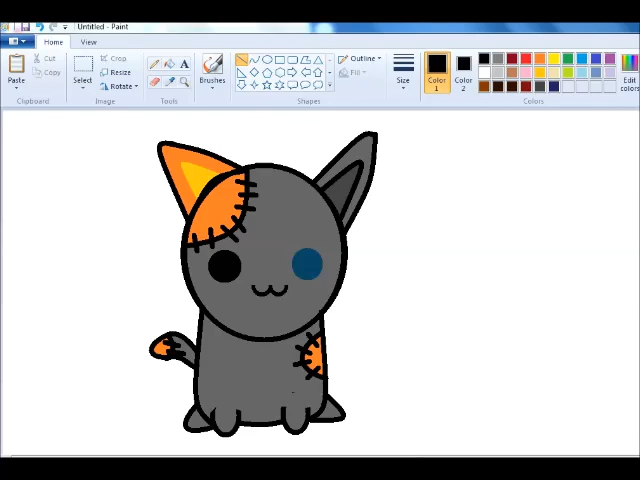 Untitled - Paint
Home View
Paste
Cut
Copy
Clipboard
Select
Crop
Resize
Rotate
Image
Tools
Brushes
Outline
Fill
Shapes
Size
Color
1
Color
2
Colors
Edit
colors